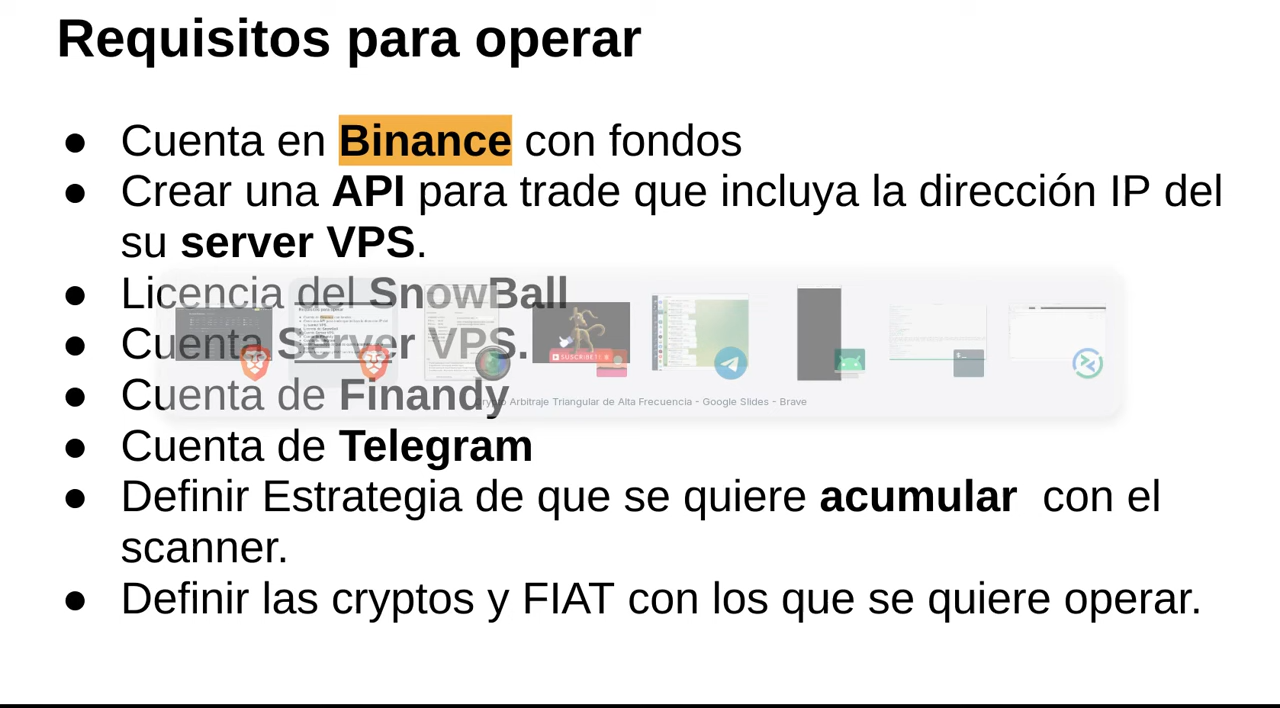 Requisitos para operar
● Cuenta en Binance con fondos
● Crear una API para trade que incluya la dirección IP del
su server VPS.
● Licencia del SnowBall
● Cuenta Server VPS.
● Cuenta de Finandy
● Cuenta de Telegram
● Definir Estrategia de que se quiere acumular con el
scanner.
● Definir las cryptos y FIAT con los que se quiere operar.
SUSCRIBETE
Arbitraje Triangular de Alta Frecuencia - Google Slides - Brave